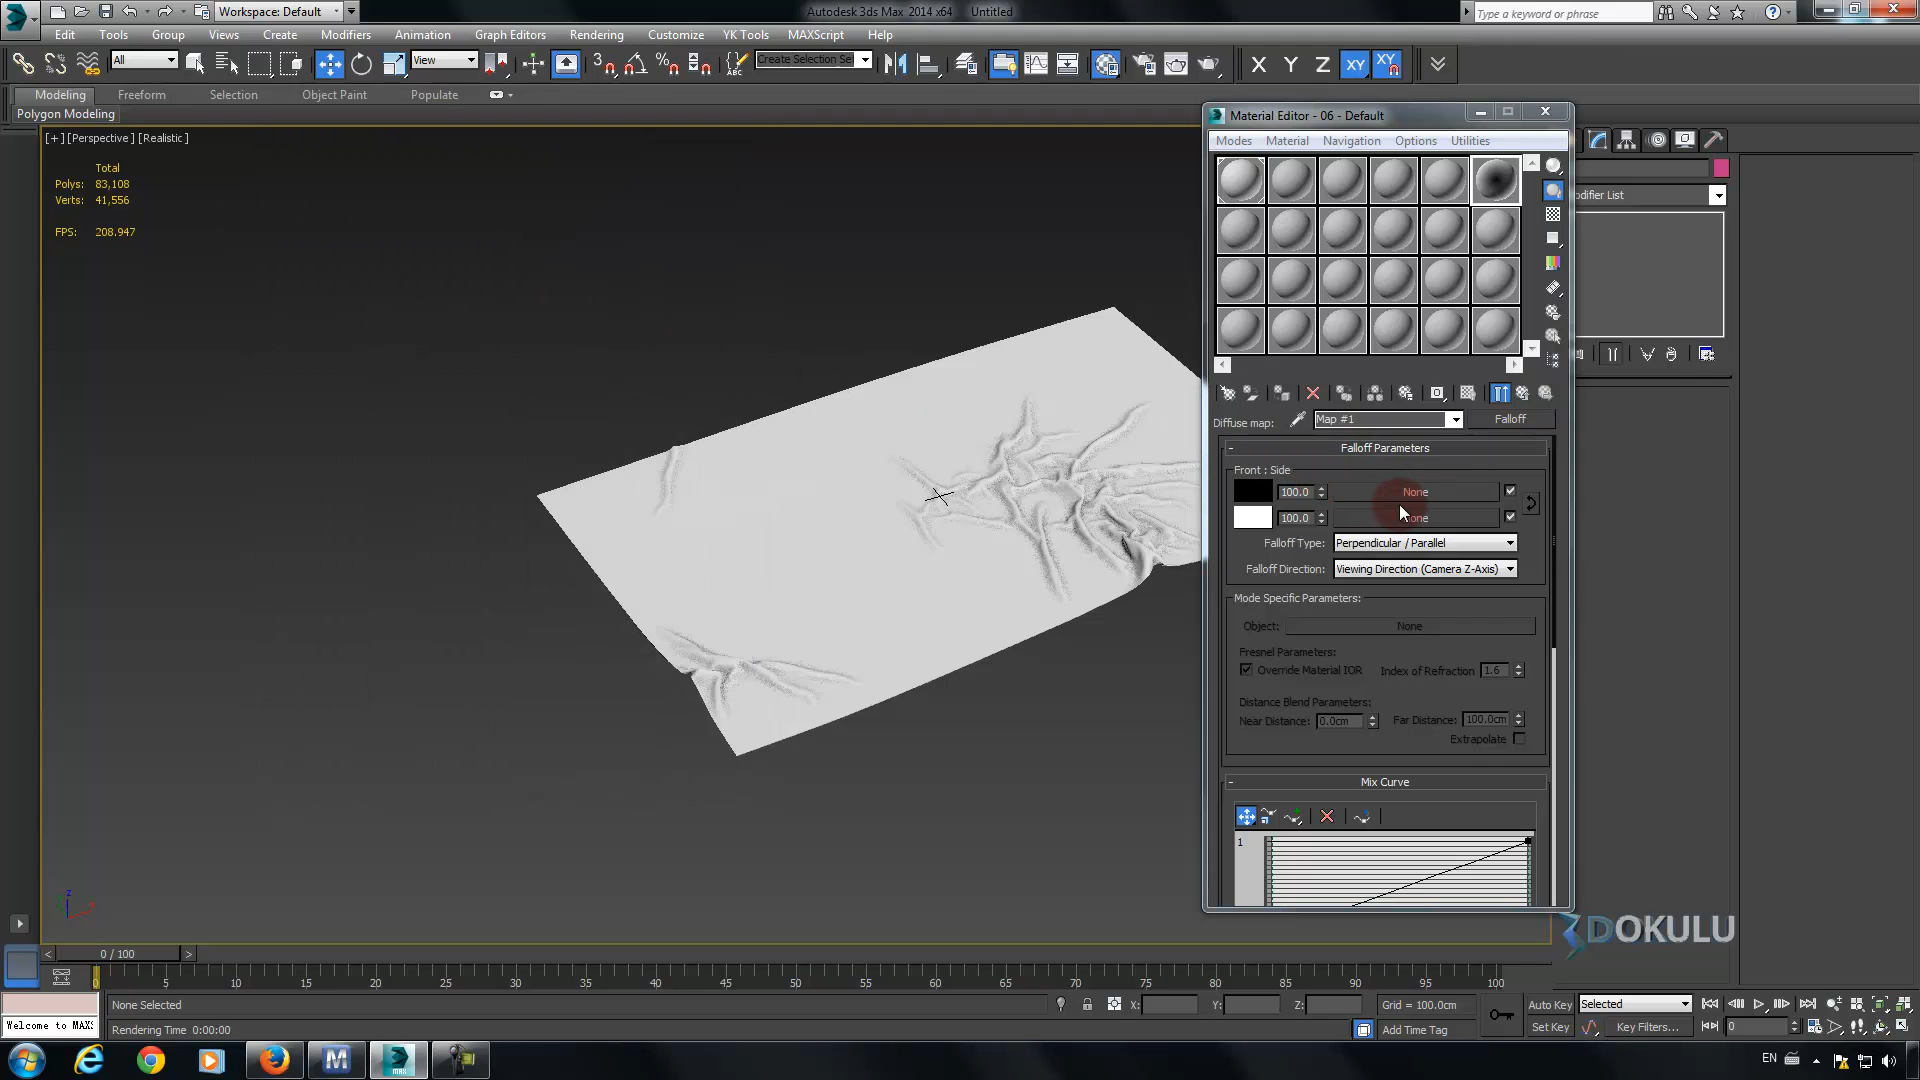 Workspace: Default
Autodesk 3ds Max 2014 x64 Untitled
Type a keyword or phrase
Edit Tools Group Views Create Modifiers Animation Graph Editors Rendering Customize YK Tools MAXScript Help
All
View
3
Create Selection Se
X Y Z XY XY
Modeling Freeform Selection Object Paint Populate
Polygon Modeling
[+] [Perspective] [Realistic]
Total
Polys: 83,108
Verts: 41,556
FPS: 208.947
Material Editor - 06 - Default
Modes Material Navigation Options Utilities
odifier List
Diffuse map: Map #1 Falloff
Falloff Parameters
Front : Side
100.0 None
100.0 None
Falloff Type: Perpendicular / Parallel
Falloff Direction: Viewing Direction (Camera Z-Axis)
Mode Specific Parameters:
Object: None
Fresnel Parameters:
Override Material IOR Index of Refraction 1.6
Distance Blend Parameters:
Near Distance: 0.0cm Far Distance: 100.0cm
Extrapolate
Mix Curve
1
z
DOKULU
0 / 100
0 5 10 15 20 25 30 35 40 45 50 55 60 65 70 75 80 85 90 95 100
None Selected
X: Y: Z: Grid = 100.0cm
Auto Key Selected
Welcome to MAXS
Rendering Time 0:00:00
Add Time Tag
Set Key Key Filters... 0
M
MAX
EN